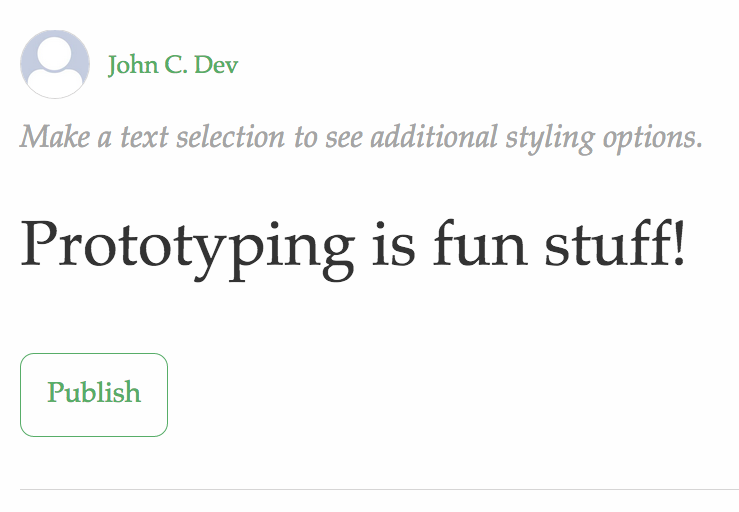 John C. Dev
Make a text selection to see additional styling options.
Prototyping is fun stuff!
Publish